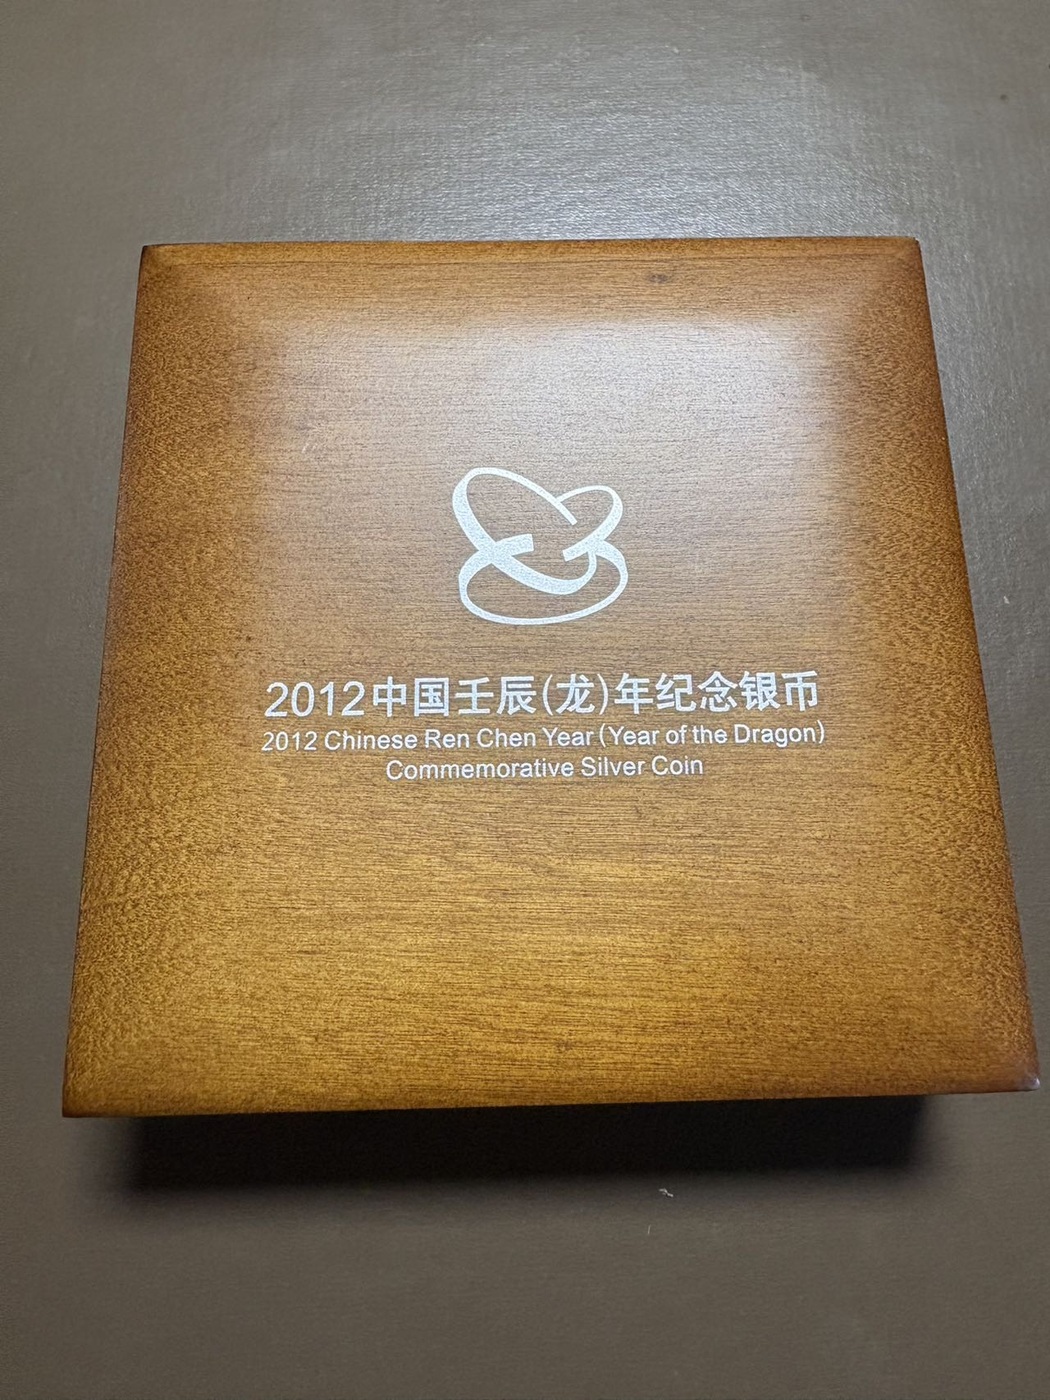 2012中国壬辰(龙)年纪念银币
2012 Chinese Ren Chen Year (Year of the Dragon)
Commemorative Silver Coin